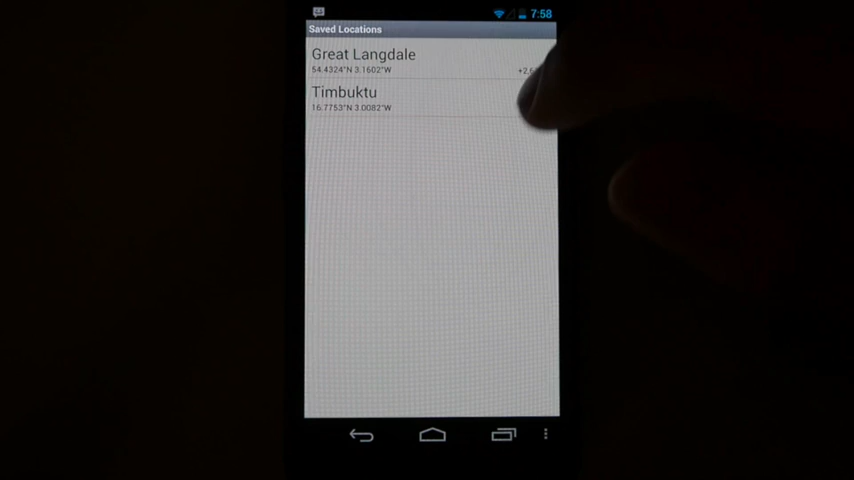 7:58
Saved Locations
Great Langdale
54.4324°N 3.1602°W
Timbuktu
16.7753°N 3.0082°W